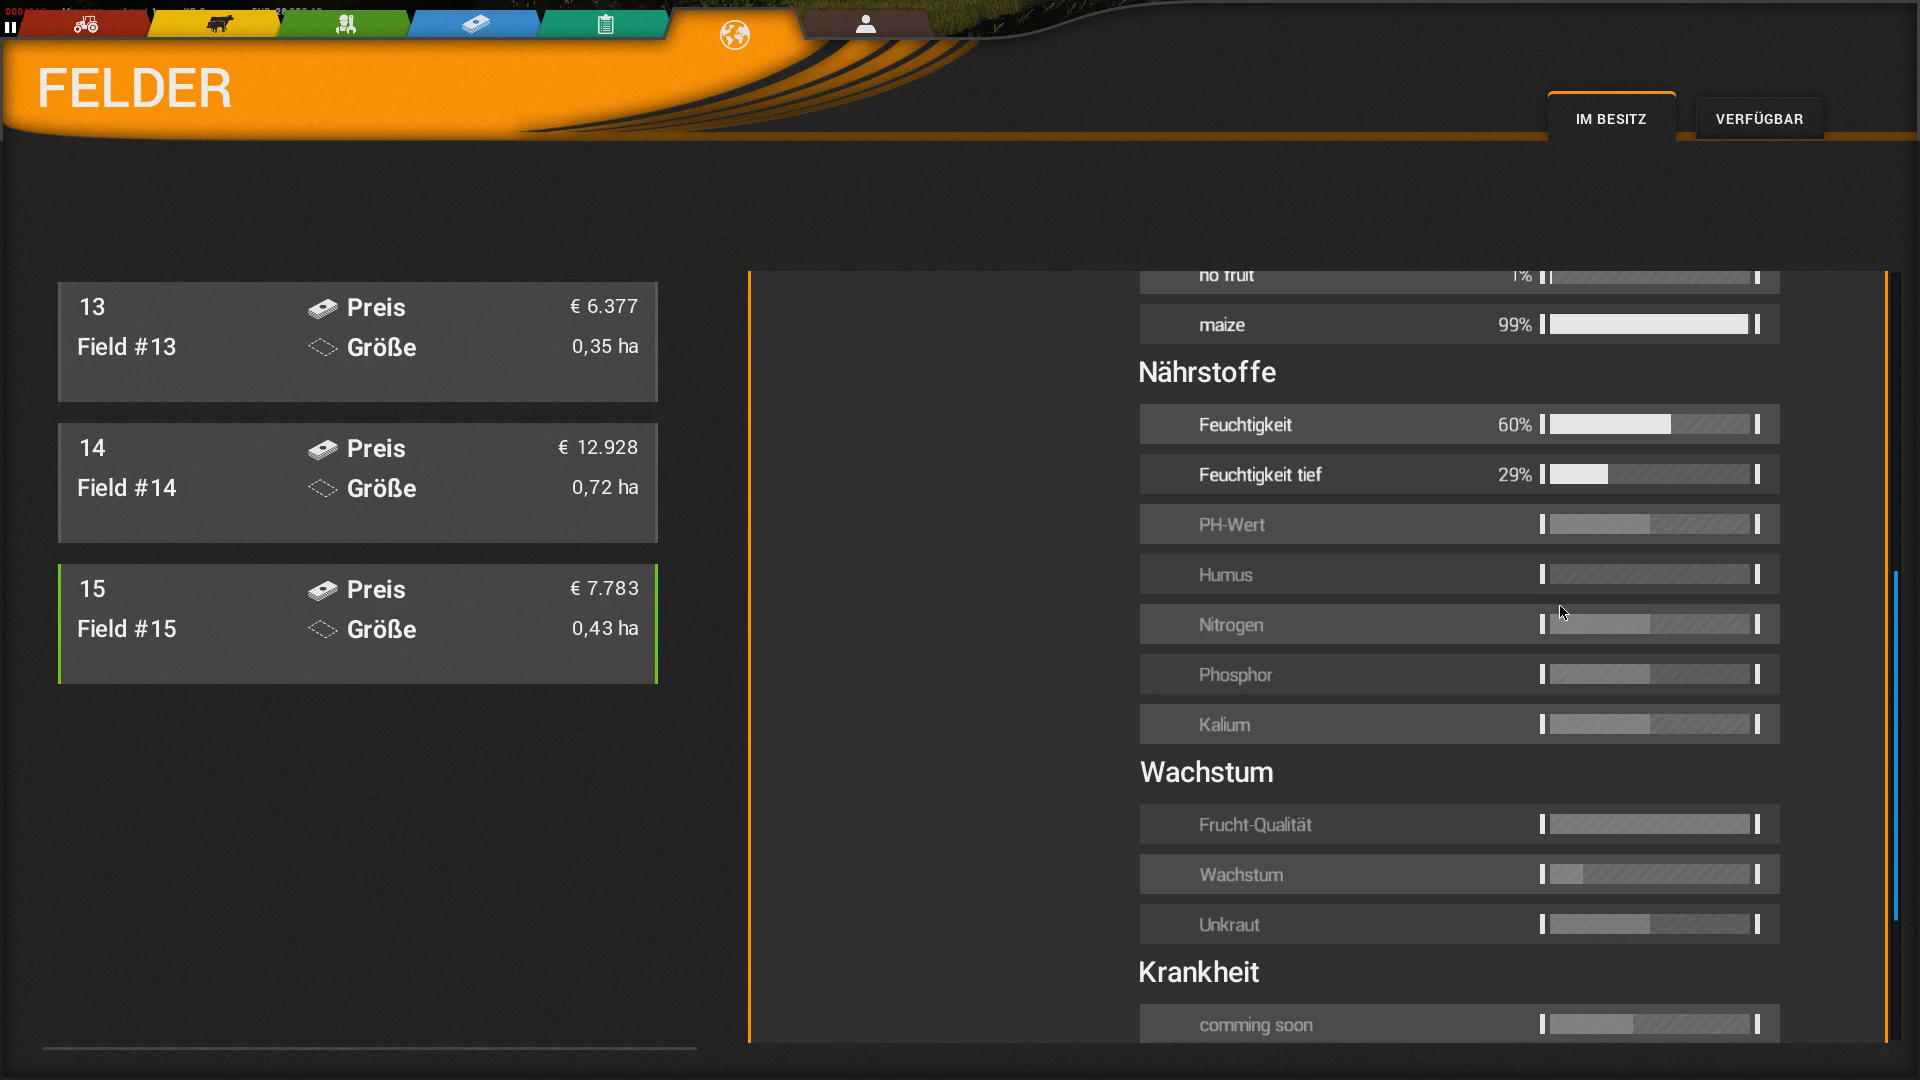 FELDER
IM BESITZ
VERFÜGBAR
13
Preis
€ 6.377
Field #13
Größe
0,35 ha
14
Preis
€ 12.928
Field #14
Größe
0,72 ha
15
Preis
€ 7.783
Field #15
Größe
0,43 ha
no fruit 1%
maize 99%
Nährstoffe
Feuchtigkeit 60%
Feuchtigkeit tief 29%
PH-Wert
Humus
Nitrogen
Phosphor
Kalium
Wachstum
Frucht-Qualität
Wachstum
Unkraut
Krankheit
comming soon